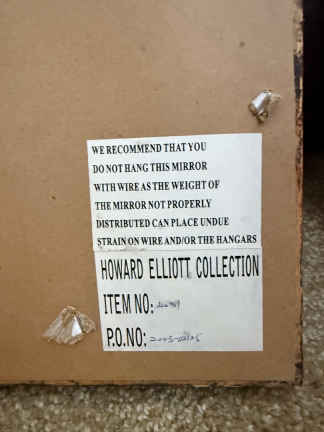 WE RECOMMEND THAT YOU
DO NOT HANG THIS MIRROR
WITH WIRE AS THE WEIGHT OF
THE MIRROR NOT PROPERLY
DISTRIBUTED CAN PLACE UNDUE
STRAIN ON WIRE AND/OR THE HANGARS
HOWARD ELLIOTT COLLECTION
ITEM NO:
P.O.NO: